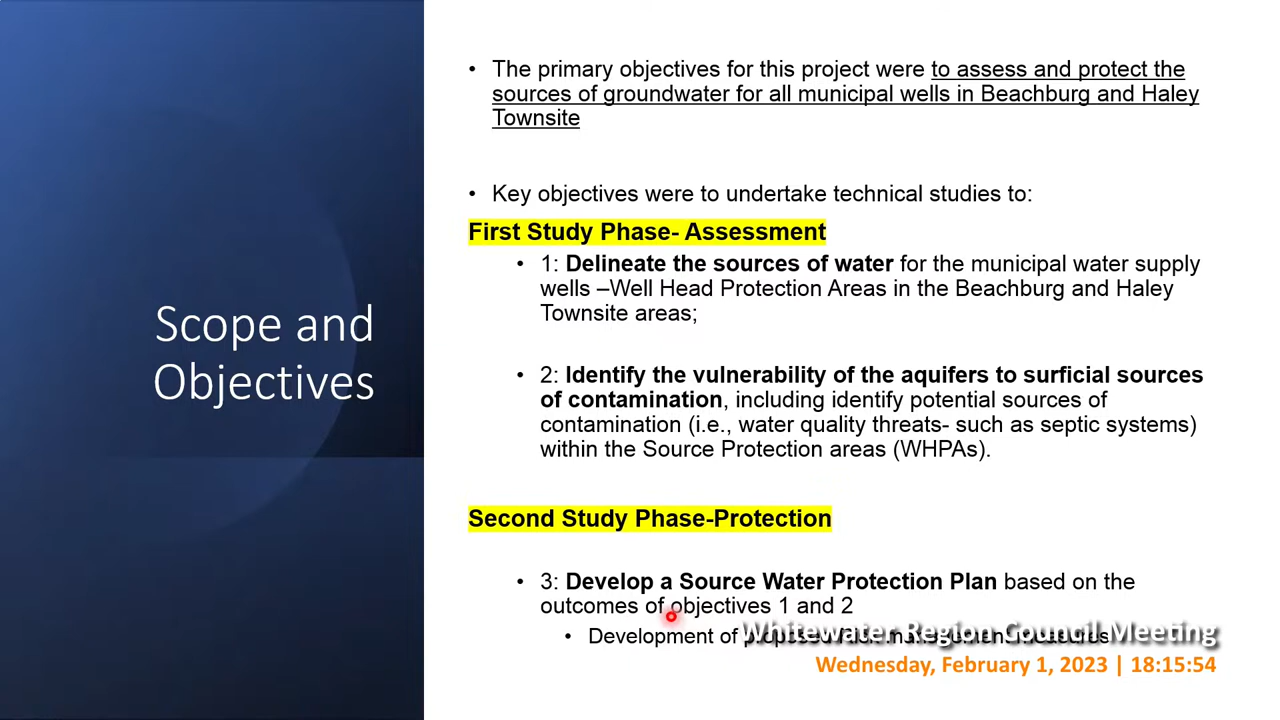 Scope and
Objectives
• The primary objectives for this project were to assess and protect the
sources of groundwater for all municipal wells in Beachburg and Haley
Townsite
• Key objectives were to undertake technical studies to:
First Study Phase- Assessment
• 1: Delineate the sources of water for the municipal water supply
wells –Well Head Protection Areas in the Beachburg and Haley
Townsite areas;
• 2: Identify the vulnerability of the aquifers to surficial sources
of contamination, including identify potential sources of
contamination (i.e., water quality threats- such as septic systems)
within the Source Protection areas (WHPAs).
Second Study Phase-Protection
• 3: Develop a Source Water Protection Plan based on the
outcomes of objectives 1 and 2
• Development of proposed risk management measures
Whitewater Region Council Meeting
Wednesday, February 1, 2023 | 18:15:54